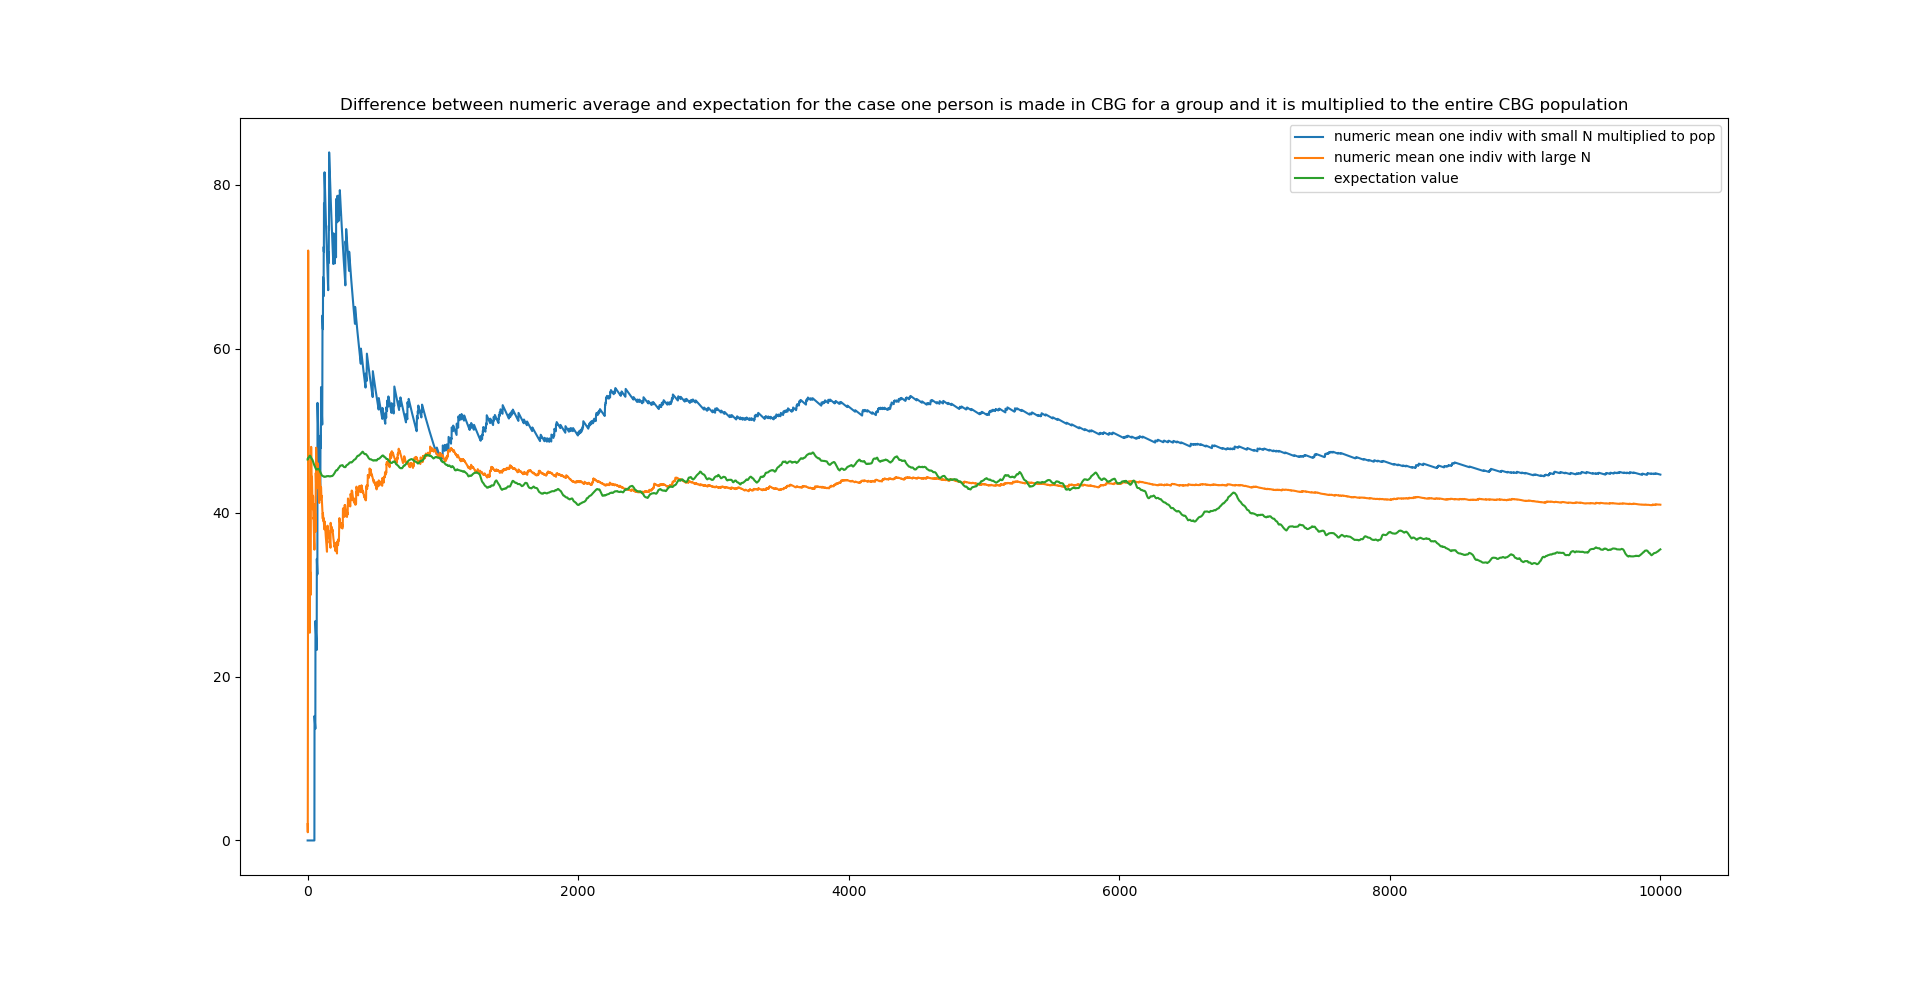 Difference between numeric average and expectation for the case one person is made in CBG for a group and it is multiplied to the entire CBG population
numeric mean one indiv with small N multiplied to pop
numeric mean one indiv with large N
expectation value
80
60
40
20
0
0 2000 4000 6000 8000 10000